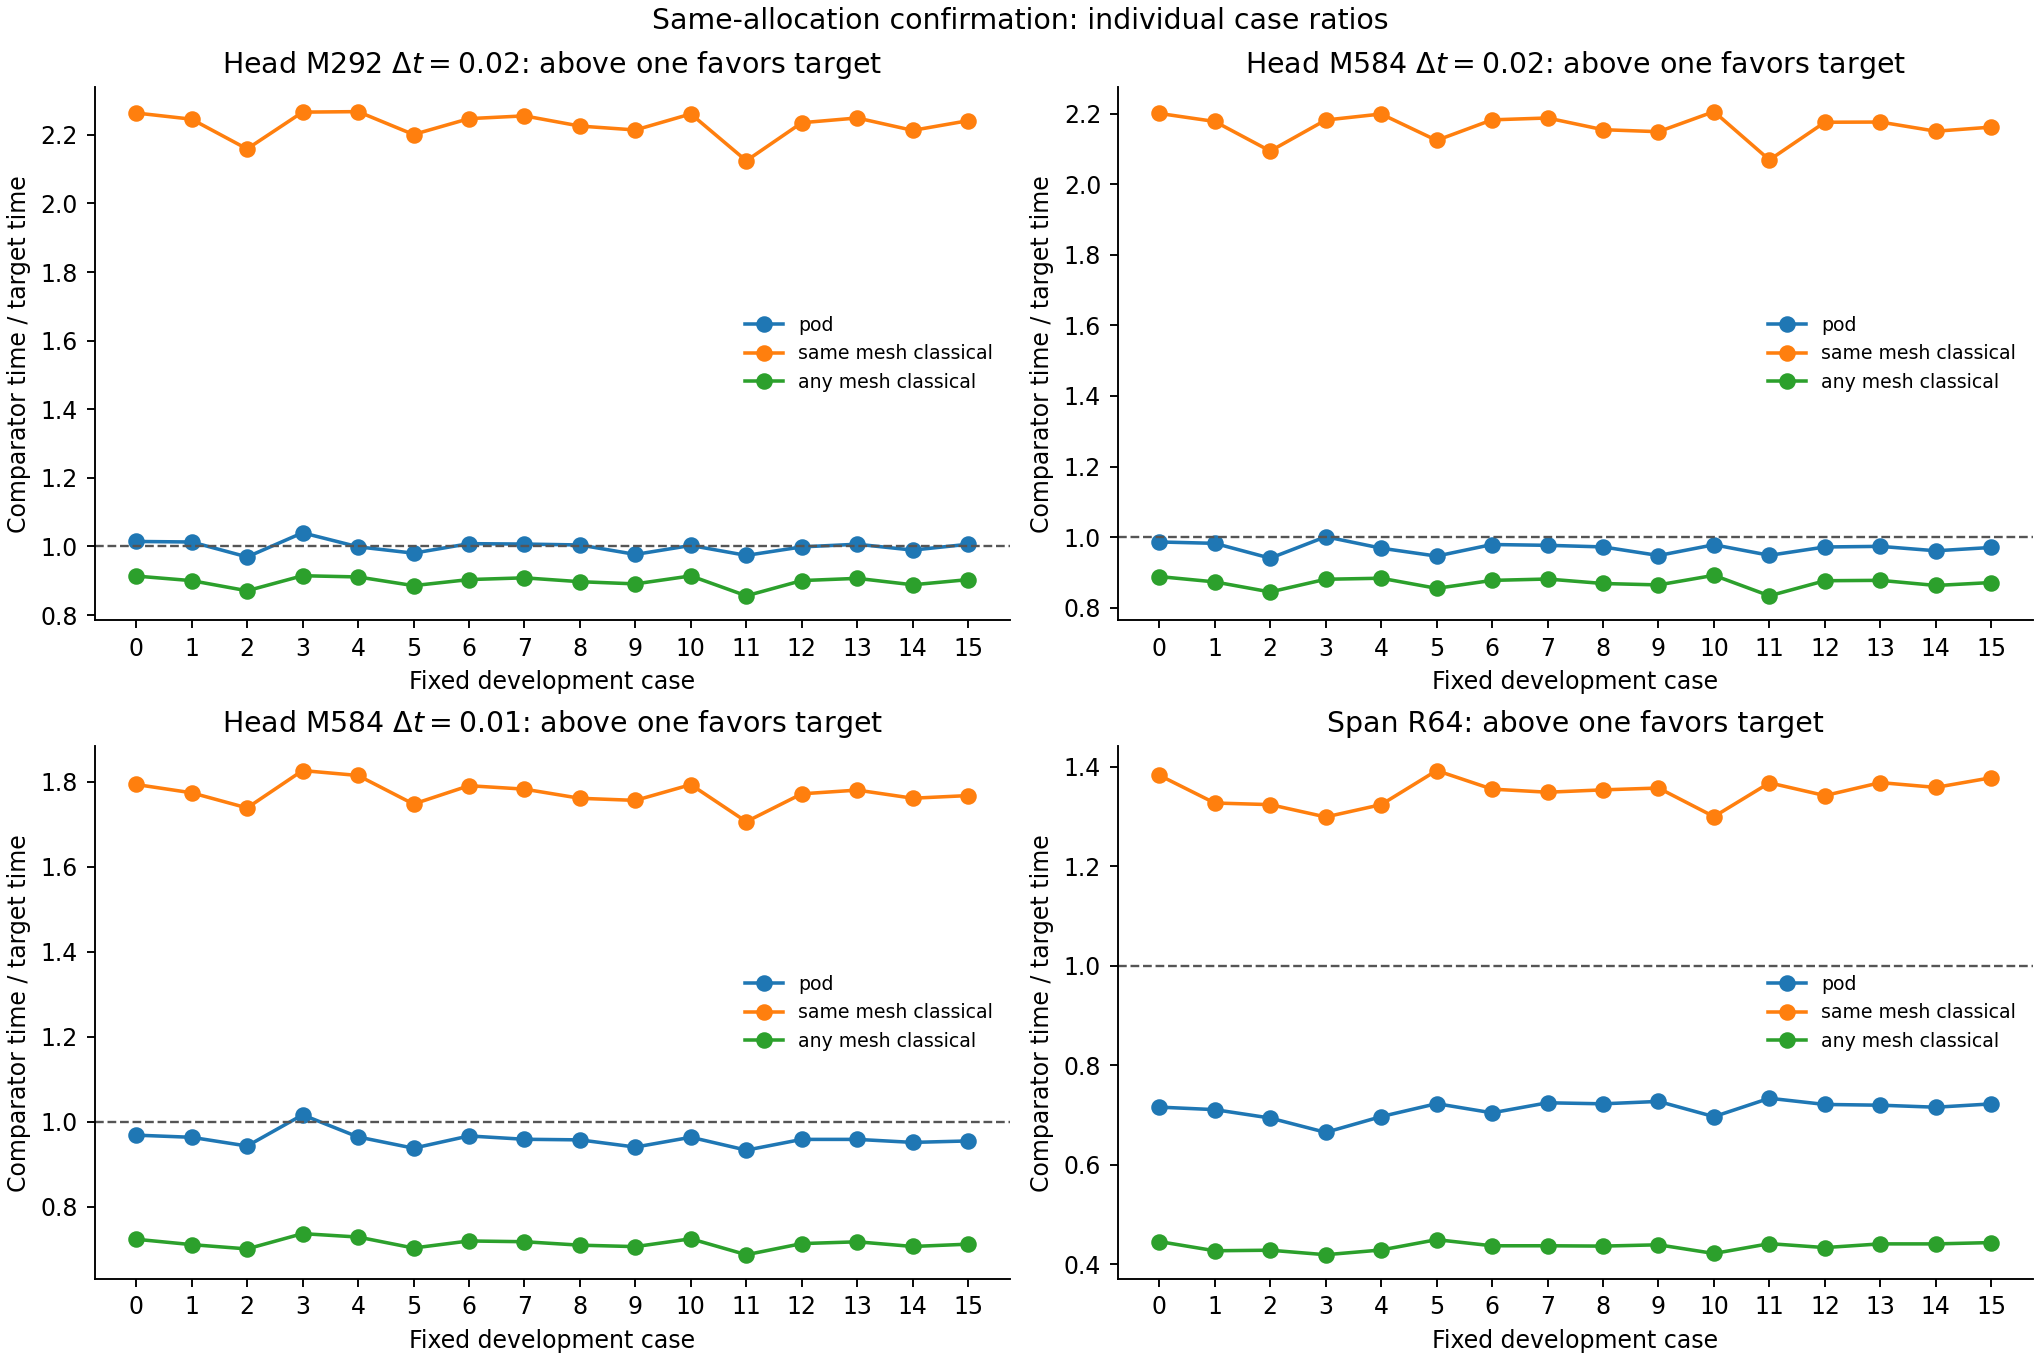 Same-allocation confirmation: individual case ratios
Head M292 Δt = 0.02: above one favors target
Comparator time / target time
2.2
2.0
1.8
1.6
1.4
1.2
1.0
0.8
pod
same mesh classical
any mesh classical
0 1 2 3 4 5 6 7 8 9 10 11 12 13 14 15
Fixed development case
Head M584 Δt = 0.02: above one favors target
Comparator time / target time
2.2
2.0
1.8
1.6
1.4
1.2
1.0
0.8
pod
same mesh classical
any mesh classical
0 1 2 3 4 5 6 7 8 9 10 11 12 13 14 15
Fixed development case
Head M584 Δt = 0.01: above one favors target
Comparator time / target time
1.8
1.6
1.4
1.2
1.0
0.8
pod
same mesh classical
any mesh classical
0 1 2 3 4 5 6 7 8 9 10 11 12 13 14 15
Fixed development case
Span R64: above one favors target
Comparator time / target time
1.4
1.2
1.0
0.8
0.6
0.4
pod
same mesh classical
any mesh classical
0 1 2 3 4 5 6 7 8 9 10 11 12 13 14 15
Fixed development case